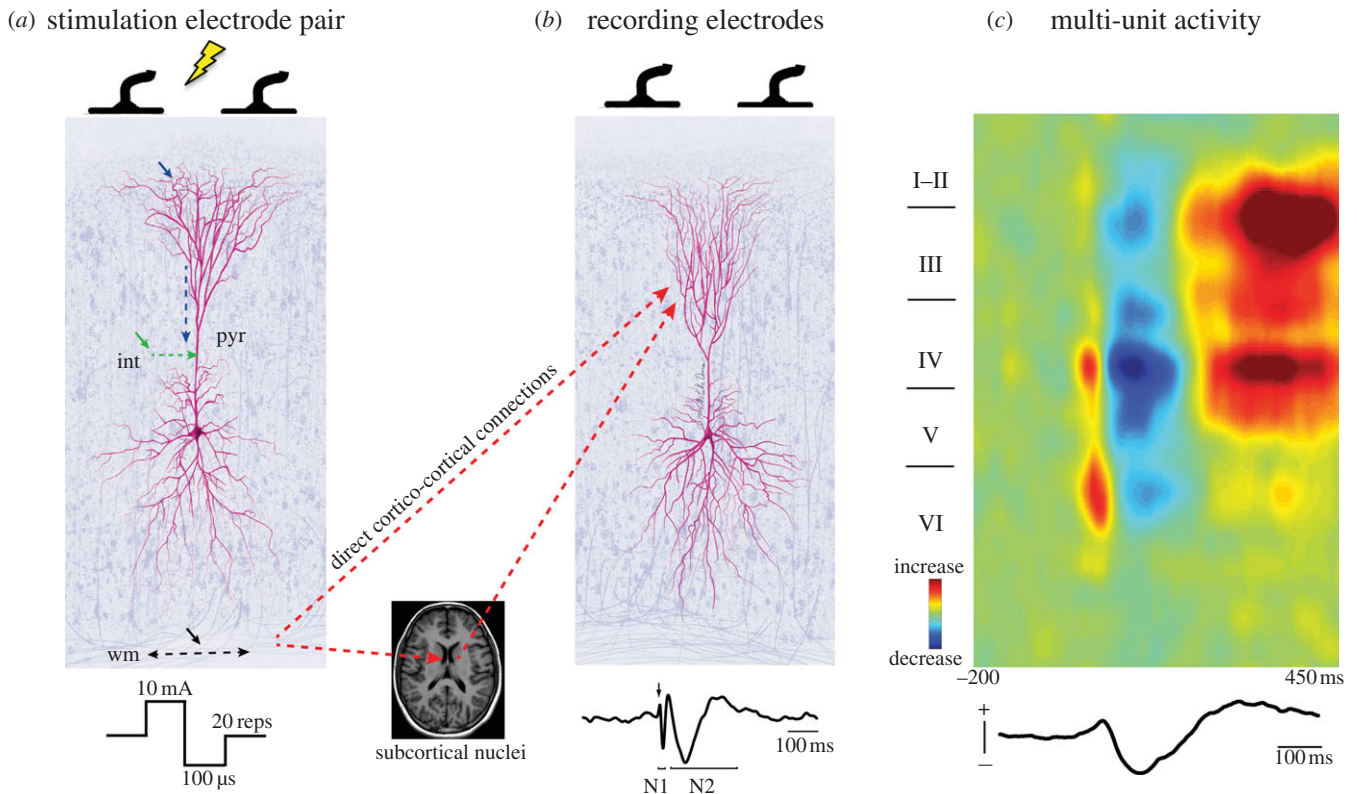 (a) stimulation electrode pair
pyr
int
wm
10 mA
20 reps
100 µs
direct cortico-cortical connections
subcortical nuclei
(b) recording electrodes
100 ms
N1
N2
(c) multi-unit activity
I–II
III
IV
V
VI
increase
decrease
–200
450 ms
+
–
100 ms